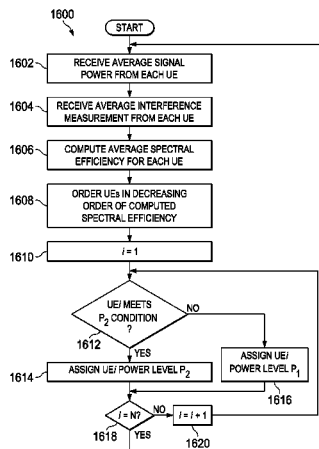 1600
START
1602
RECEIVE AVERAGE SIGNAL
POWER FROM EACH UE
1604
RECEIVE AVERAGE INTERFERENCE
MEASUREMENT FROM EACH UE
1606
COMPUTE AVERAGE SPECTRAL
EFFICIENCY FOR EACH UE
1608
ORDER UEs IN DECREASING
ORDER OF COMPUTED
SPECTRAL EFFICIENCY
1610
i = 1
UEi MEETS
P2 CONDITION
?
NO
1612
YES
1614
ASSIGN UEi POWER LEVEL P2
ASSIGN UEi
POWER LEVEL P1
1616
i = N?
NO
i = i + 1
1618
YES
1620